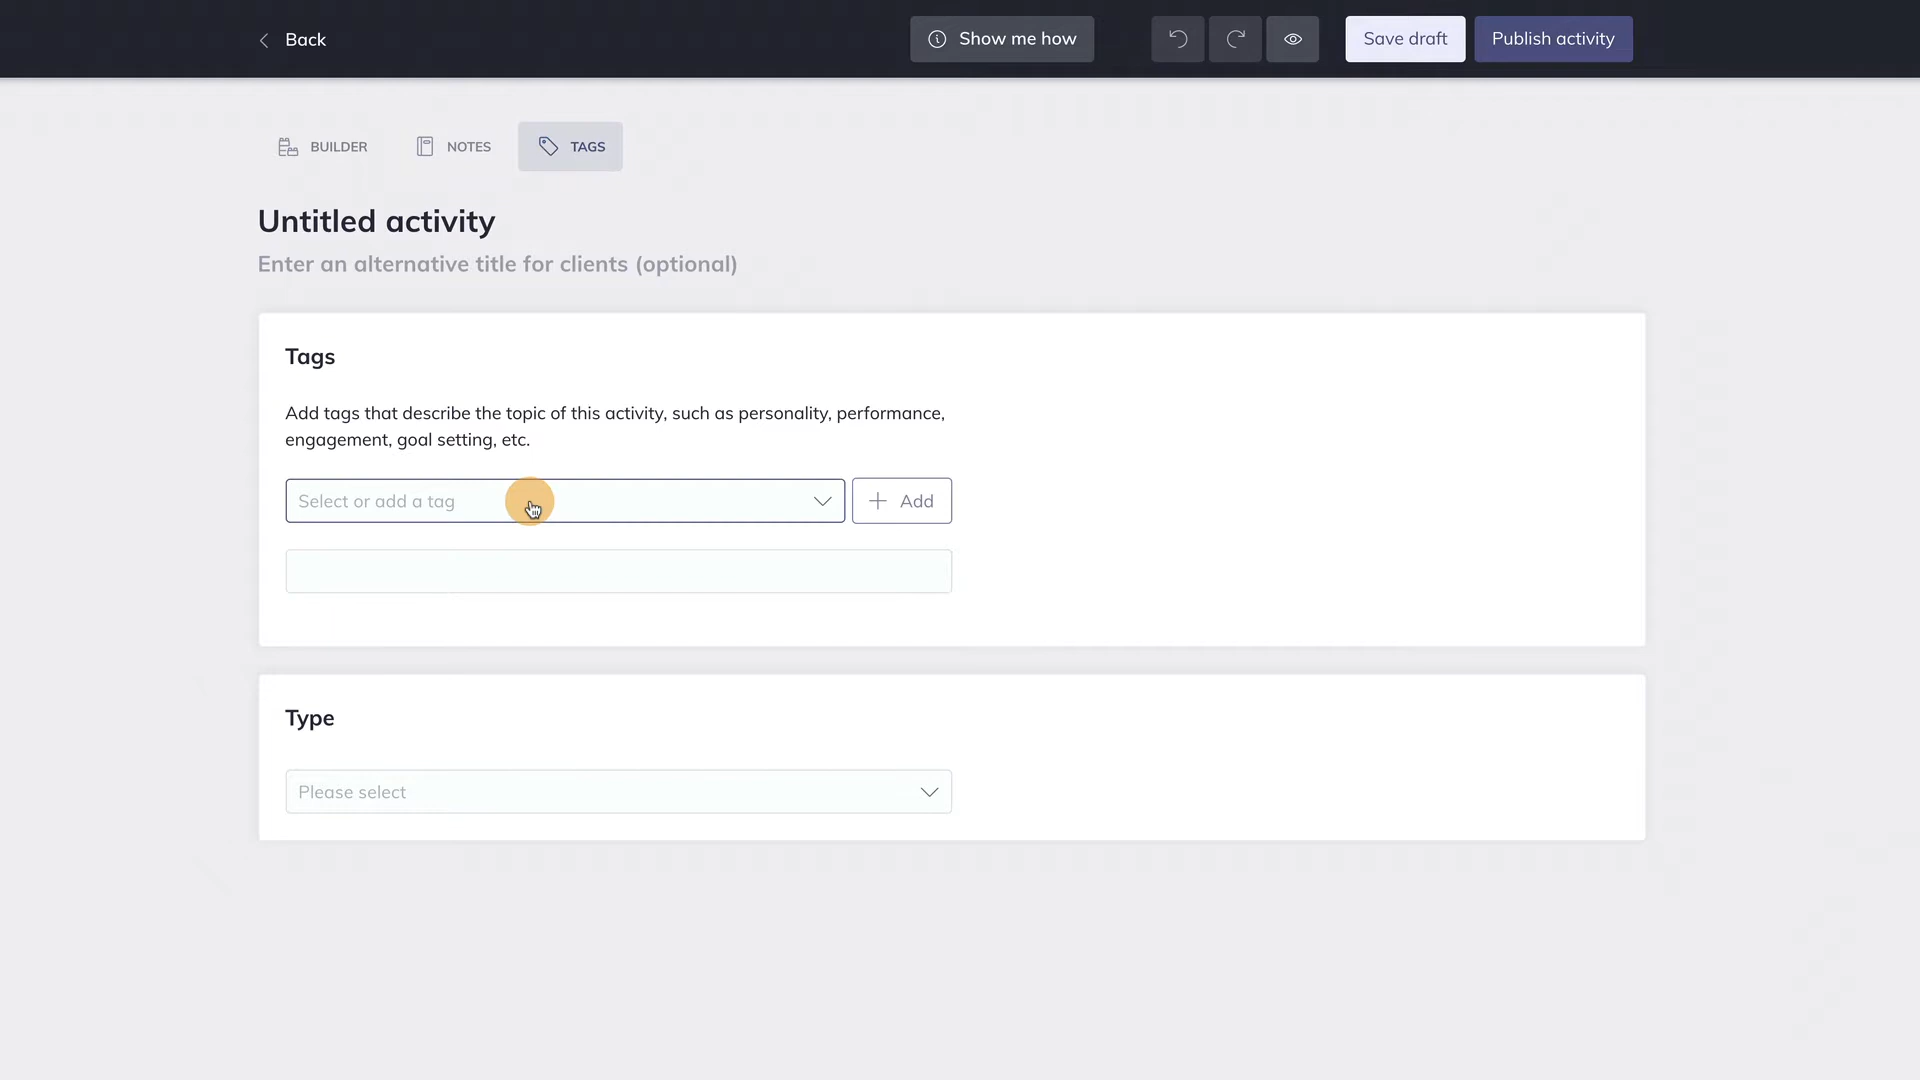 Back
Show me how
Save draft
Publish activity
BUILDER
NOTES
TAGS
Untitled activity
Enter an alternative title for clients (optional)
Tags
Add tags that describe the topic of this activity, such as personality, performance,
engagement, goal setting, etc.
Select or add a tag
Add
Type
Please select